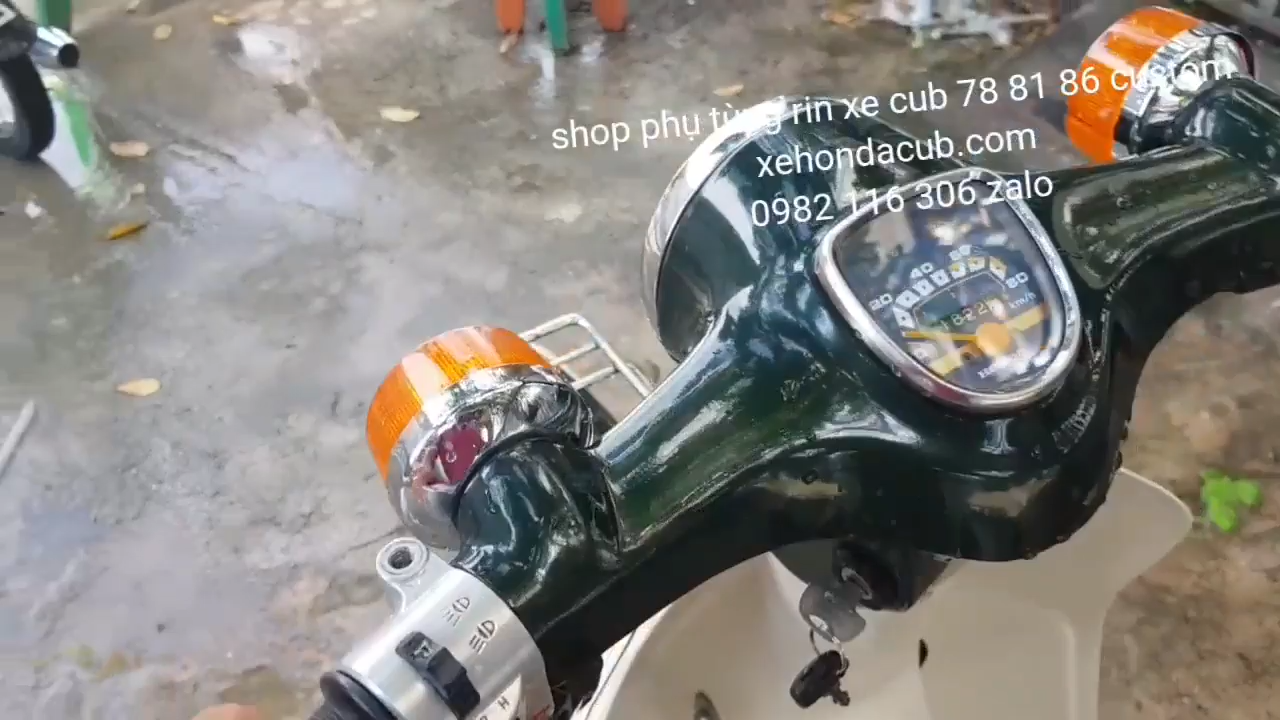 shop phụ tùng rin xe cub 78 81 86 custom
xehondacub.com
0982 116 306 zalo
20
40
60
80
km/h
H